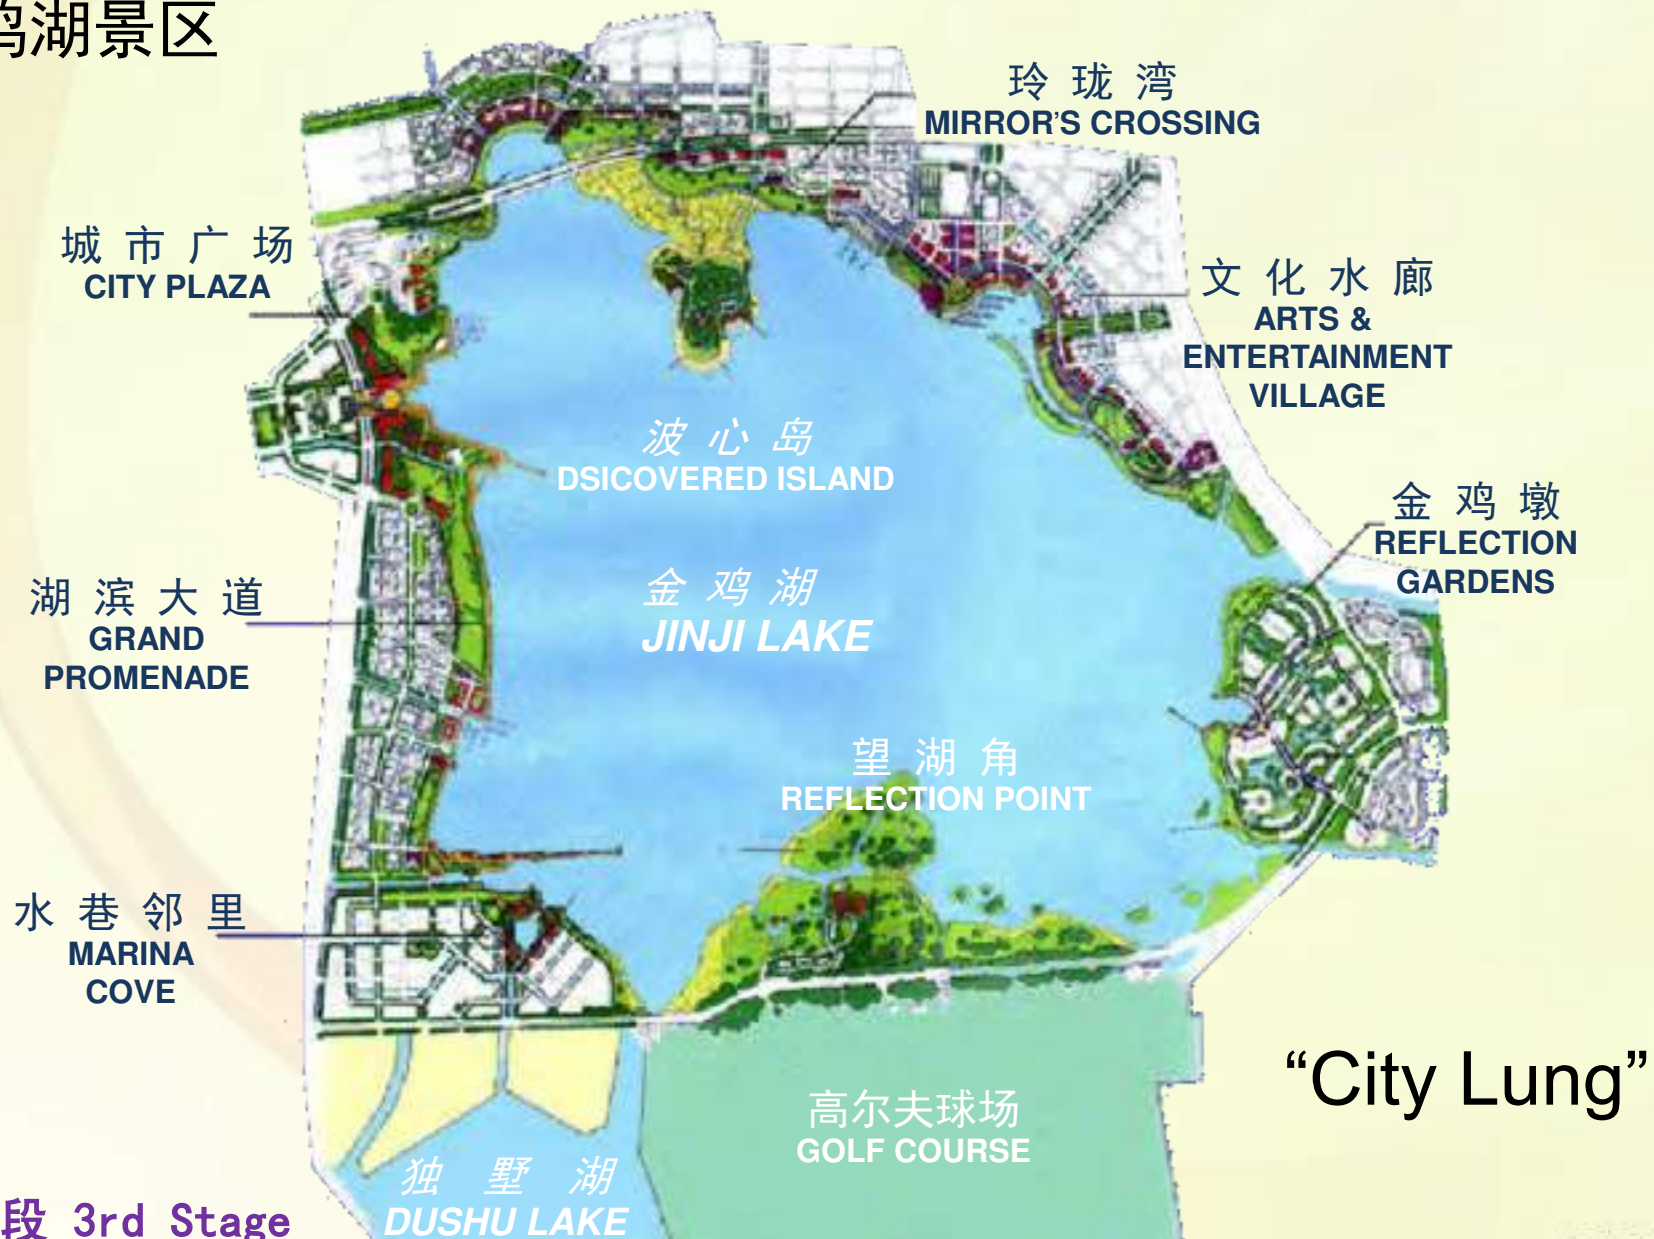 鸡湖景区
玲珑湾
MIRROR’S CROSSING
城市广场
CITY PLAZA
文化水廊
ARTS &
ENTERTAINMENT
VILLAGE
波心岛
DSICOVERED ISLAND
金鸡墩
REFLECTION
GARDENS
金鸡湖
JINJI LAKE
湖滨大道
GRAND
PROMENADE
望湖角
REFLECTION POINT
水巷邻里
MARINA
COVE
“City Lung”
高尔夫球场
GOLF COURSE
独墅湖
DUSHU LAKE
段 3rd Stage